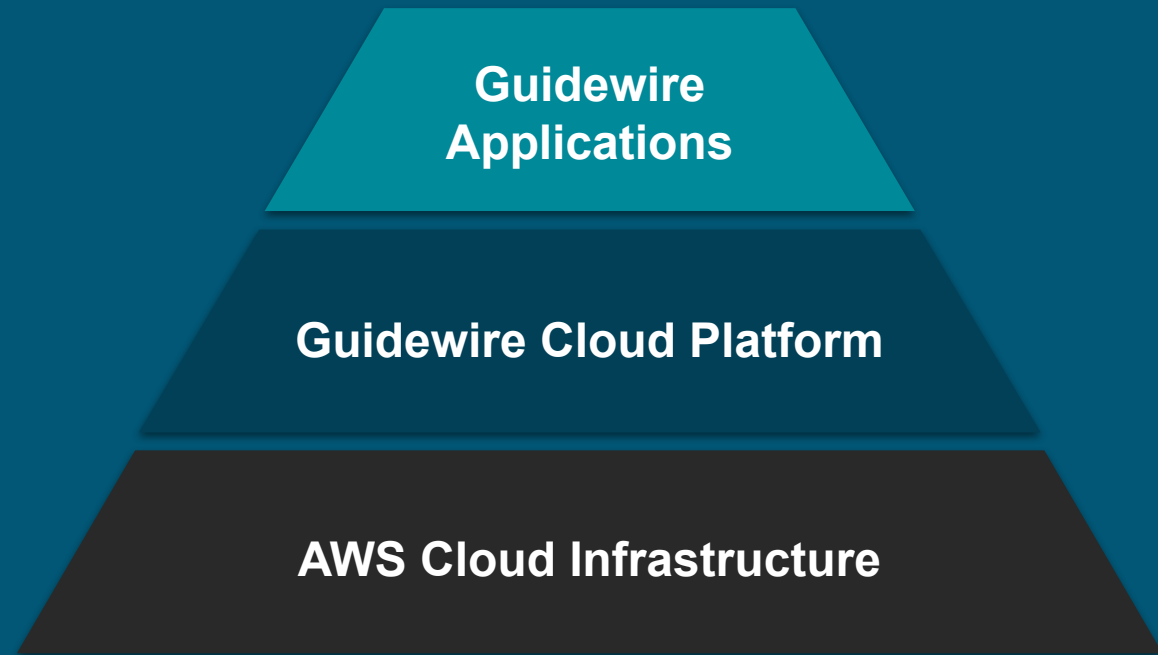 Guidewire
Applications
Guidewire Cloud Platform
AWS Cloud Infrastructure